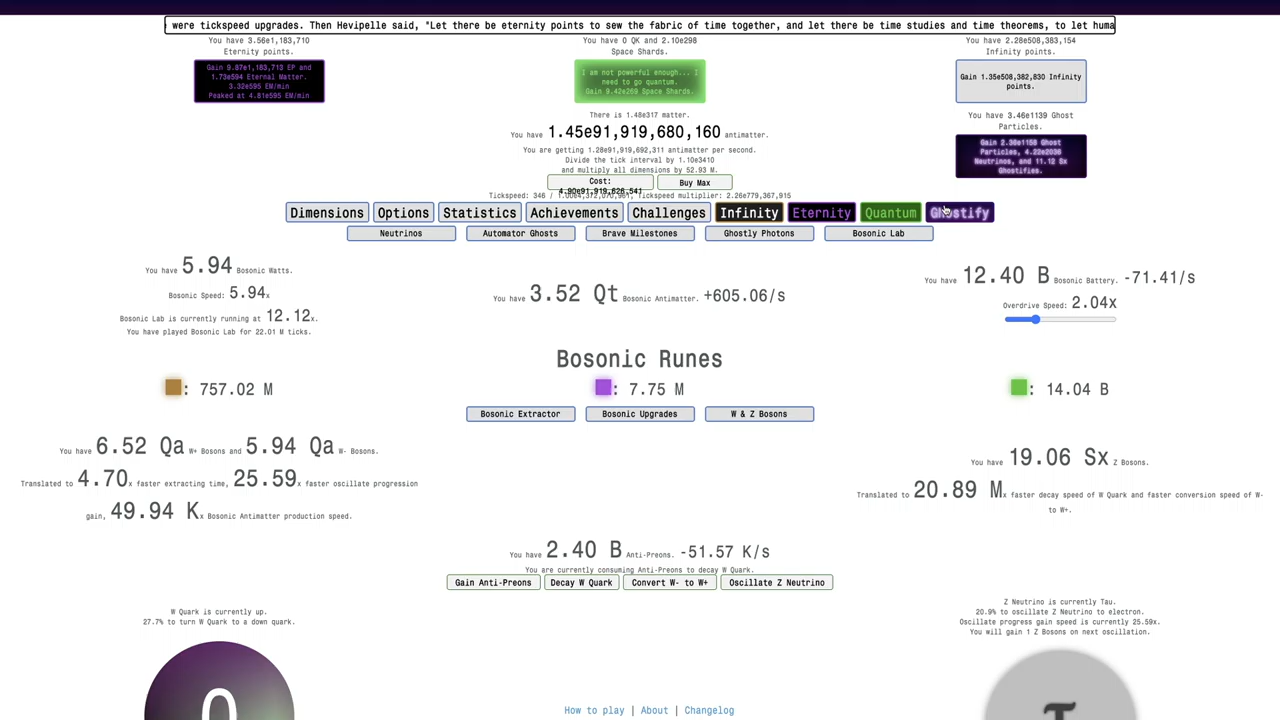 were tickspeed upgrades. Then Hevipelle said, "Let there be eternity points to sew the fabric of time together, and let there be time studies and time theorems, to let huma
You have 3.56e1,183,710
Eternity points.
Gain 9.87e1,183,713 EP and
1.73e594 Eternal Matter.
3.32e595 EM/min
Peaked at 4.81e595 EM/min
You have 0 QK and 2.10e298
Space Shards.
I am not powerful enough... I
need to go quantum.
Gain 9.42e269 Space Shards.
You have 2.28e508,383,154
Infinity points.
Gain 1.35e508,382,830 Infinity
points.
You have 3.46e1139 Ghost
Particles.
Gain 2.36e1156 Ghost
Particles, 4.22e2036
Neutrinos, and 11.12 Sx
Ghostifies.
There is 1.48e317 matter.
You have 1.45e91,919,680,160 antimatter.
You are getting 1.28e91,919,692,311 antimatter per second.
Divide the tick interval by 1.10e3410
and multiply all dimensions by 52.93 M.
Cost:
4.90e91,919,626,541
Buy Max
Tickspeed: 346 / Tickspeed multiplier: 2.26e779,367,915
Dimensions Options Statistics Achievements Challenges Infinity Eternity Quantum Ghostify
Neutrinos Automator Ghosts Brave Milestones Ghostly Photons Bosonic Lab
You have 5.94 Bosonic Watts.
Bosonic Speed: 5.94x
Bosonic Lab is currently running at 12.12x.
You have played Bosonic Lab for 22.01 M ticks.
You have 3.52 Qt Bosonic Antimatter. +605.06/s
You have 12.40 B Bosonic Battery. -71.41/s
Overdrive Speed: 2.04x
Bosonic Runes
: 757.02 M
: 7.75 M
: 14.04 B
Bosonic Extractor Bosonic Upgrades W & Z Bosons
You have 6.52 Qa W+ Bosons and 5.94 Qa W- Bosons.
Translated to 4.70x faster extracting time, 25.59x faster oscillate progression
gain, 49.94 Kx Bosonic Antimatter production speed.
You have 19.06 Sx Z Bosons.
Translated to 20.89 Mx faster decay speed of W Quark and faster conversion speed of W-
to W+.
You have 2.40 B Anti-Preons. -51.57 K/s
You are currently consuming Anti-Preons to decay W Quark.
Gain Anti-Preons Decay W Quark Convert W- to W+ Oscillate Z Neutrino
W Quark is currently up.
27.7% to turn W Quark to a down quark.
Z Neutrino is currently Tau.
20.9% to oscillate Z Neutrino to electron.
Oscillate progress gain speed is currently 25.59x.
You will gain 1 Z Bosons on next oscillation.
How to play | About | Changelog